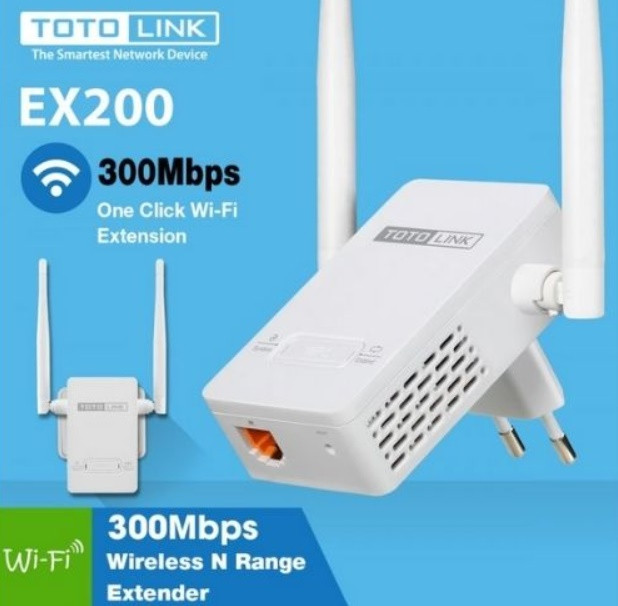 TOTO LINK
The Smartest Network Device
EX200
300Mbps
One Click Wi-Fi
Extension
TOTO LINK
TOTO LINK
Wi-Fi
300Mbps
Wireless N Range
Extender